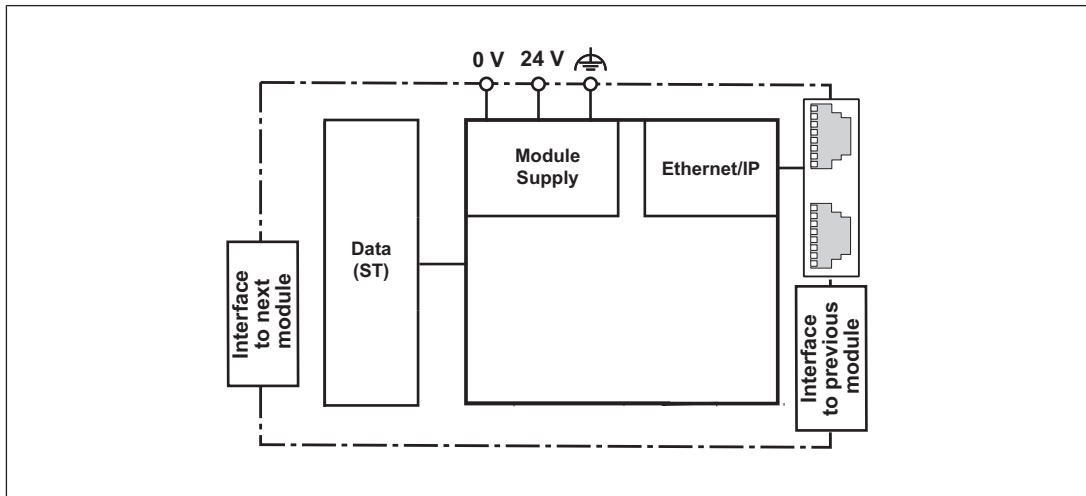 0 V 24 V
Module
Supply
Ethernet/IP
Data
(ST)
Interface
to next
module
Interface
to previous
module